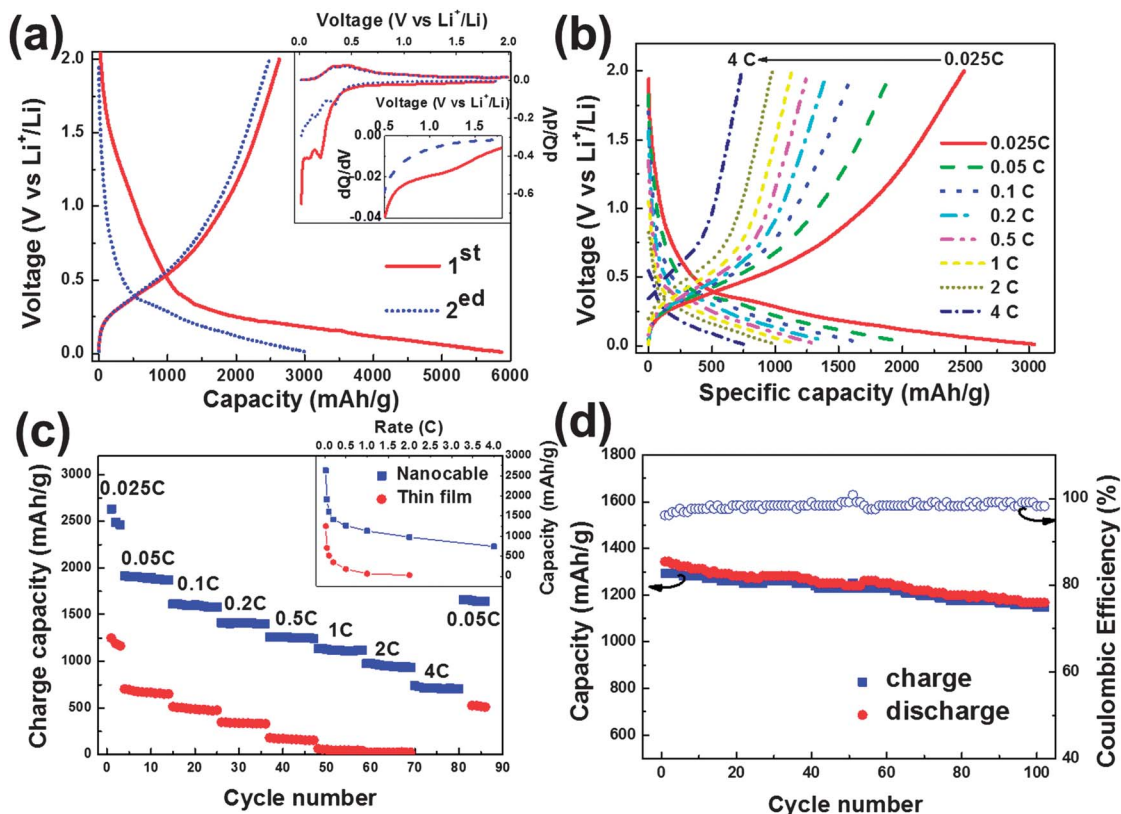 (a)
Voltage (V vs Li⁺/Li)
0.0 0.5 1.0 1.5 2.0
2.0
1.5
1.0
0.5
0.0
Voltage (V vs Li⁺/Li)
0.0
-0.2
-0.4
-0.6
dQ/dV
Voltage (V vs Li⁺/Li)
0.5 1.0 1.5
0.00
-0.02
-0.04
dQ/dV
1ˢᵗ
2ᵉᵈ
0 1000 2000 3000 4000 5000 6000
Capacity (mAh/g)
(b)
4 C 0.025C
2.0
1.5
1.0
0.5
0.0
Voltage (V vs Li⁺/Li)
0.025C
0.05 C
0.1 C
0.2 C
0.5 C
1 C
2 C
4 C
0 500 1000 1500 2000 2500 3000
Specific capacity (mAh/g)
(c)
Rate (C)
0.0 0.5 1.0 1.5 2.0 2.5 3.0 3.5 4.0
3000
2500
2000
1500
1000
500
0
Charge capacity (mAh/g)
Nanocable
Thin film
3000
2500
2000
1500
1000
500
0
Capacity (mAh/g)
0.025C
0.05C
0.1C
0.2C
0.5C
1C
2C
4C
0.05C
0 10 20 30 40 50 60 70 80 90
Cycle number
(d)
1800
1600
1400
1200
1000
800
600
Capacity (mAh/g)
100
80
60
40
Coulombic Efficiency (%)
charge
discharge
0 20 40 60 80 100
Cycle number